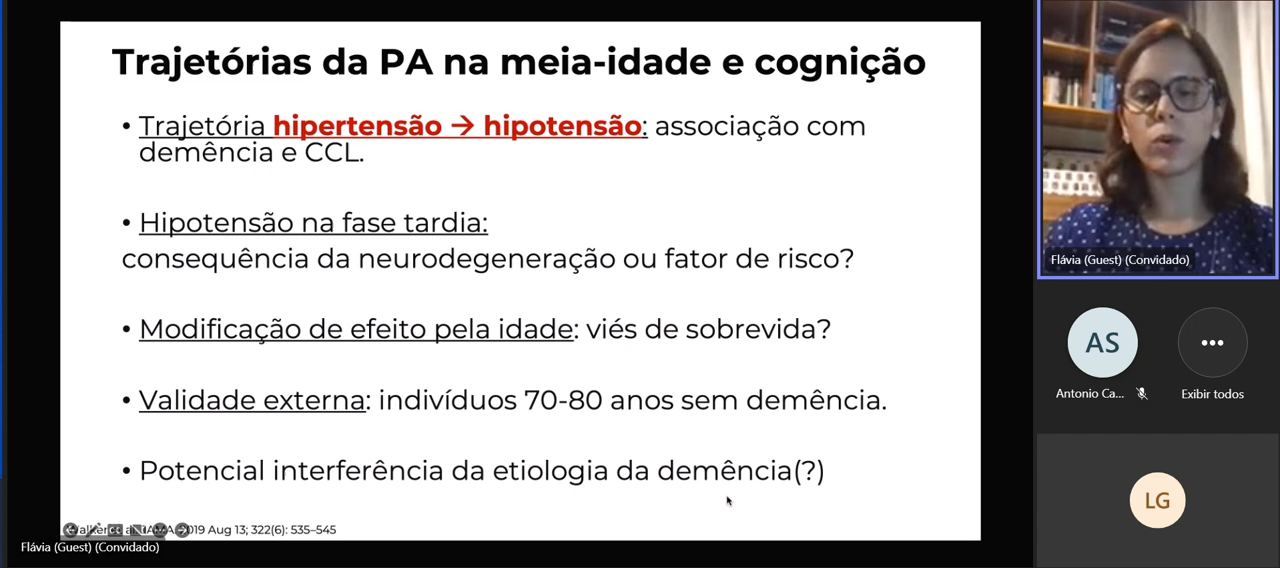 Trajetórias da PA na meia-idade e cognição
• Trajetória hipertensão → hipotensão: associação com
demência e CCL.
• Hipotensão na fase tardia:
consequência da neurodegeneração ou fator de risco?
• Modificação de efeito pela idade: viés de sobrevida?
• Validade externa: indivíduos 70-80 anos sem demência.
• Potencial interferência da etiologia da demência(?)
2019 Aug 13; 322(6): 535–545
Flávia (Guest) (Convidado)
Flávia (Guest) (Convidado)
AS
Antonio Ca...
Exibir todos
LG